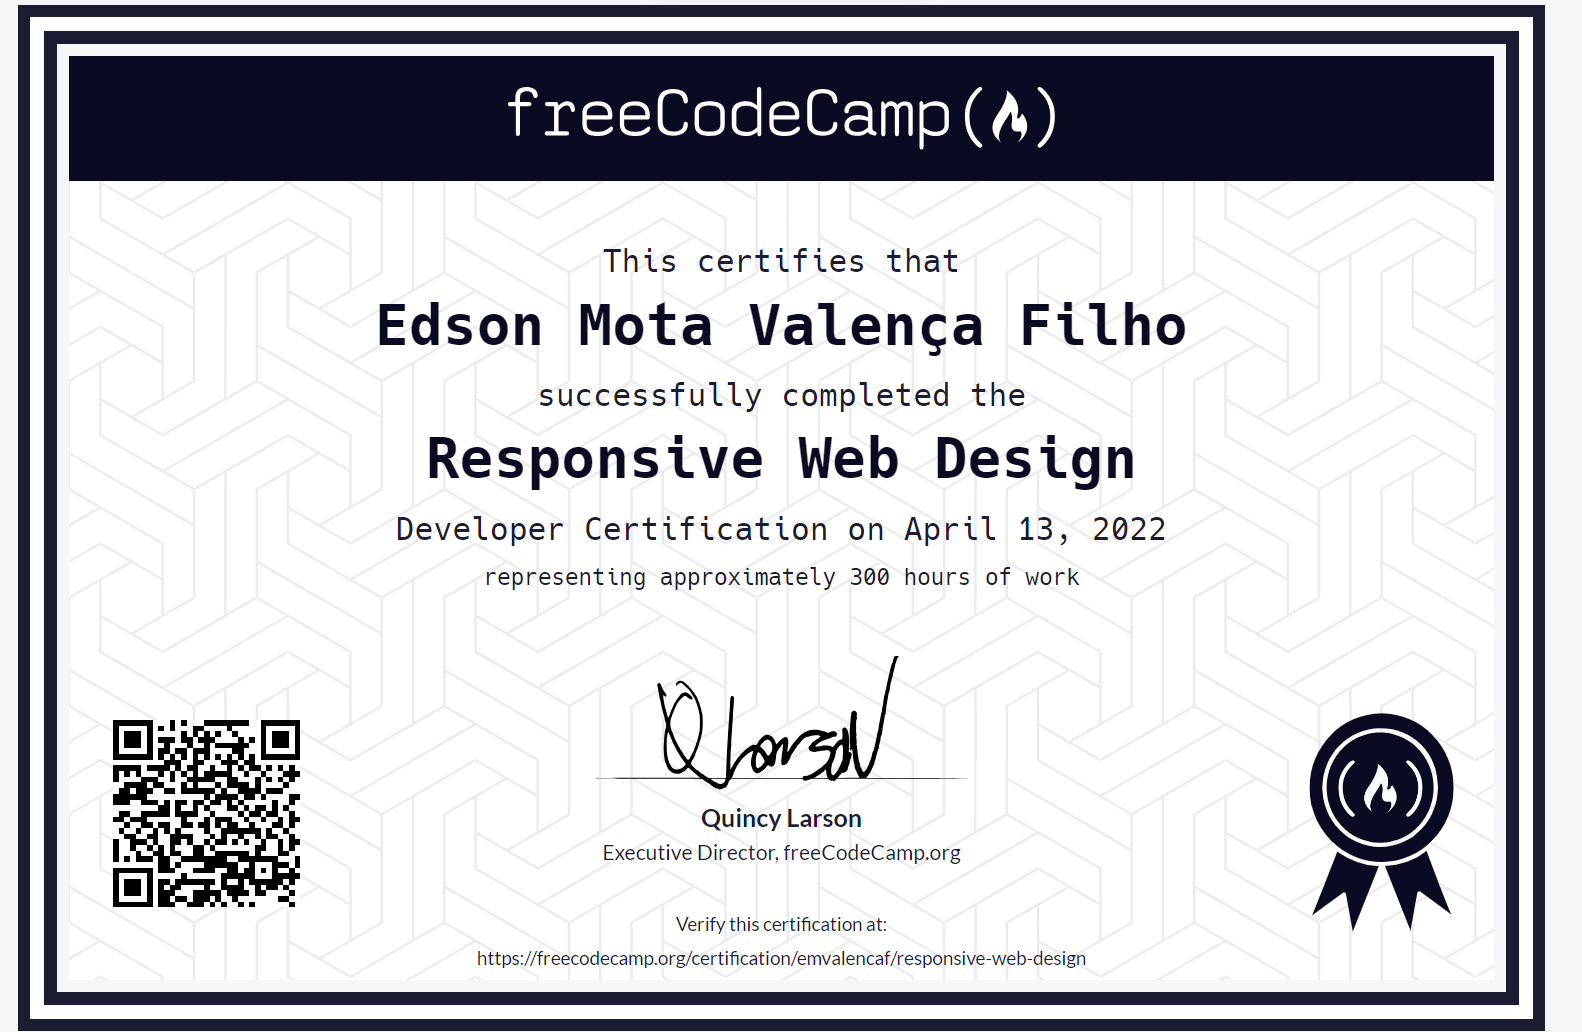 freeCodeCamp
This certifies that
Edson Mota Valença Filho
successfully completed the
Responsive Web Design
Developer Certification on April 13, 2022
representing approximately 300 hours of work
Quincy Larson
Executive Director, freeCodeCamp.org
Verify this certification at:
https://freecodecamp.org/certification/emvalencaf/responsive-web-design